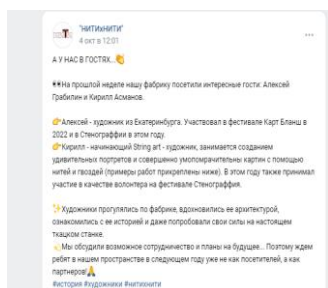 "НИТИхНИТИ"
4 окт в 12:01
А У НАС В ГОСТЯХ...👏
На прошлой неделе нашу фабрику посетили интересные гости: Алексей
Грабилин и Кирилл Асманов.
👉Алексей - художник из Екатеринбурга. Участвовал в фестивале Карт Бланш в
2022 и в Стенограффии в этом году.
👉Кирилл - начинающий String art - художник, занимается созданием
удивительных портретов и совершенно умопомрачительны картин с помощью
нитей и гвоздей (примеры работ прикреплены ниже). В этом году также принимал
участие в качестве волонтера на фестивале Стенограффия.
✨Художники прогулялись по фабрике, вдохновились ее архитектурой,
ознакомились с ее историей и даже попробовали свои силы на настоящем
ткацком станке.
Мы обсудили возможное сотрудничество и планы на будущее... Поэтому ждем
ребят в нашем пространстве в следующем году уже не как посетителей, а как
партнеров🙏
#история #художники #нитихнити